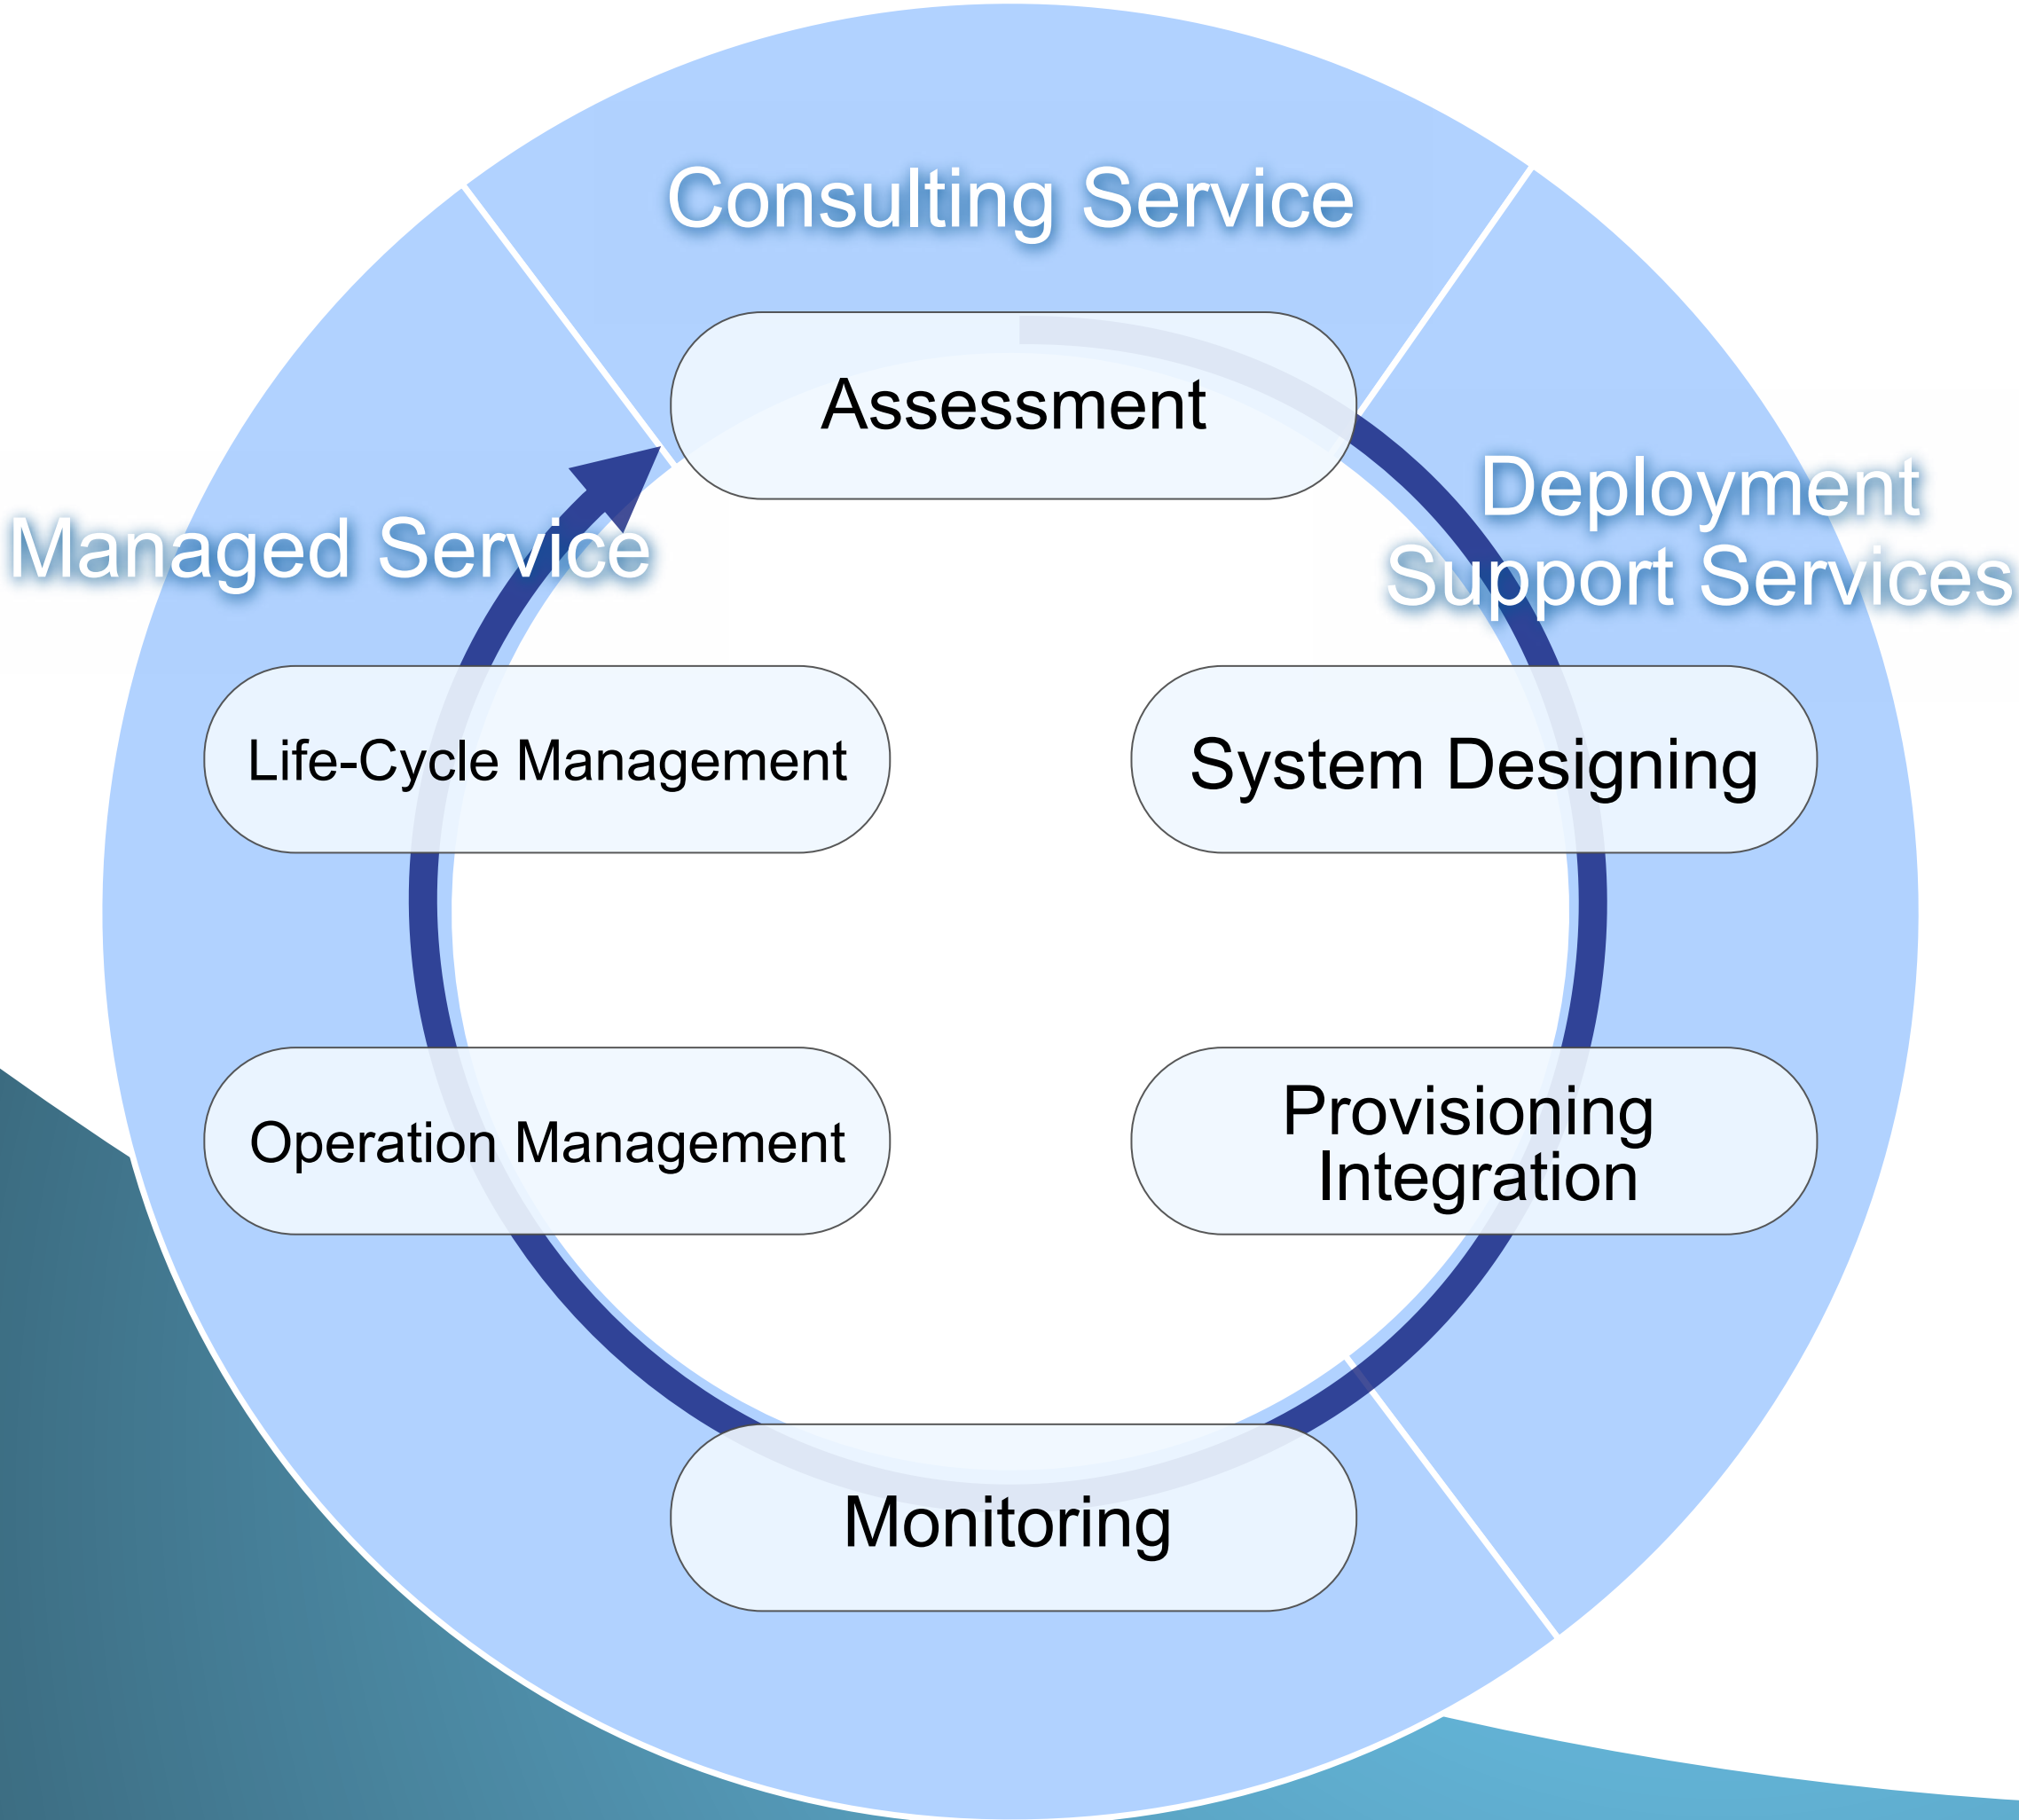 Consulting Service
Assessment
Deployment
Support Services
Managed Service
Life-Cycle Management
System Designing
Operation Management
Provisioning
Integration
Monitoring